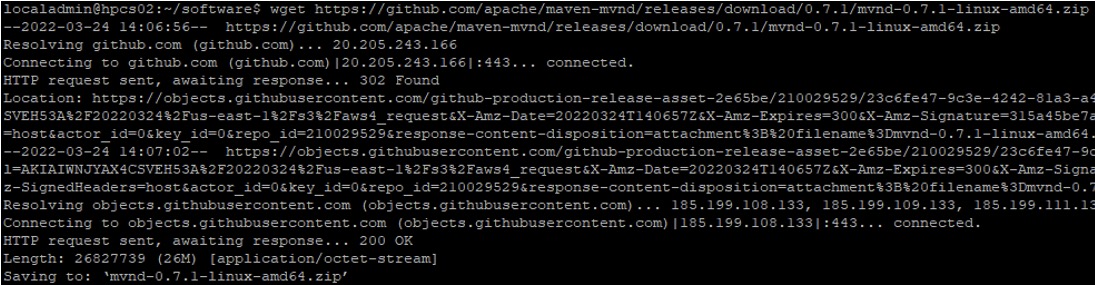 localadmin@hpcs02:~/software$ wget https://github.com/apache/maven-mvnd/releases/download/0.7.1/mvnd-0.7.1-linux-amd64.zip
--2022-03-24 14:06:56--  https://github.com/apache/maven-mvnd/releases/download/0.7.1/mvnd-0.7.1-linux-amd64.zip
Resolving github.com (github.com)... 20.205.243.166
Connecting to github.com (github.com)|20.205.243.166|:443... connected.
HTTP request sent, awaiting response... 302 Found
Location: https://objects.githubusercontent.com/github-production-release-asset-2e65be/210029529/23c6fe47-9c3e-4242-81a3-a4
SVEH53A%2F20220324%2Fus-east-1%2Fs3%2Faws4_request&X-Amz-Date=20220324T140657Z&X-Amz-Expires=300&X-Amz-Signature=315a45be7a
=host&actor_id=0&key_id=0&repo_id=210029529&response-content-disposition=attachment%3B%20filename%3Dmvnd-0.7.1-linux-amd64.
--2022-03-24 14:07:02--  https://objects.githubusercontent.com/github-production-release-asset-2e65be/210029529/23c6fe47-9c
l=AKIAIWNJYAX4CSVEH53A%2F20220324%2Fus-east-1%2Fs3%2Faws4_request&X-Amz-Date=20220324T140657Z&X-Amz-Expires=300&X-Amz-Signa
z-SignedHeaders=host&actor_id=0&key_id=0&repo_id=210029529&response-content-disposition=attachment%3B%20filename%3Dmvnd-0.7
Resolving objects.githubusercontent.com (objects.githubusercontent.com)... 185.199.108.133, 185.199.109.133, 185.199.111.13
Connecting to objects.githubusercontent.com (objects.githubusercontent.com)|185.199.108.133|:443... connected.
HTTP request sent, awaiting response... 200 OK
Length: 26827739 (26M) [application/octet-stream]
Saving to: ‘mvnd-0.7.1-linux-amd64.zip’